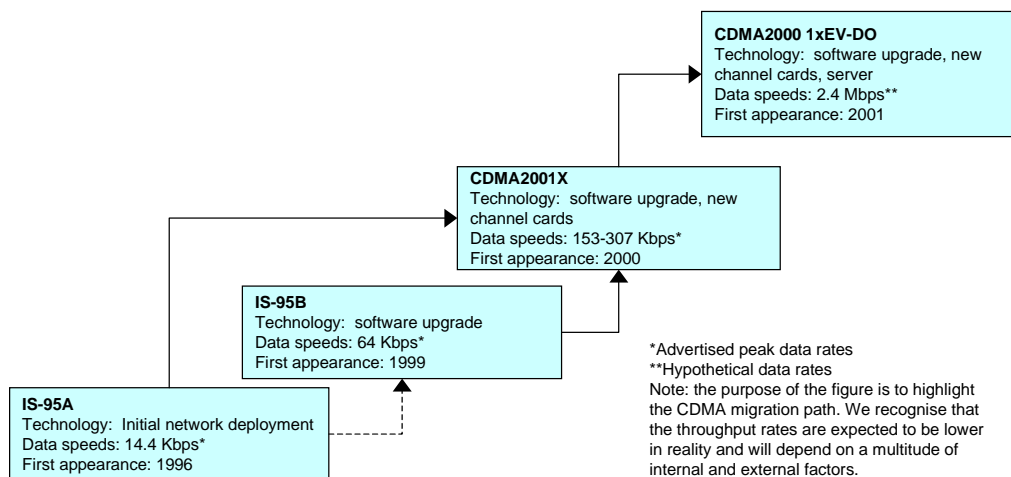 CDMA2000 1xEV-DO
Technology: software upgrade, new
channel cards, server
Data speeds: 2.4 Mbps**
First appearance: 2001
CDMA2001X
Technology: software upgrade, new
channel cards
Data speeds: 153-307 Kbps*
First appearance: 2000
IS-95B
Technology: software upgrade
Data speeds: 64 Kbps*
First appearance: 1999
IS-95A
Technology: Initial network deployment
Data speeds: 14.4 Kbps*
First appearance: 1996
*Advertised peak data rates
**Hypothetical data rates
Note: the purpose of the figure is to highlight
the CDMA migration path. We recognise that
the throughput rates are expected to be lower
in reality and will depend on a multitude of
internal and external factors.